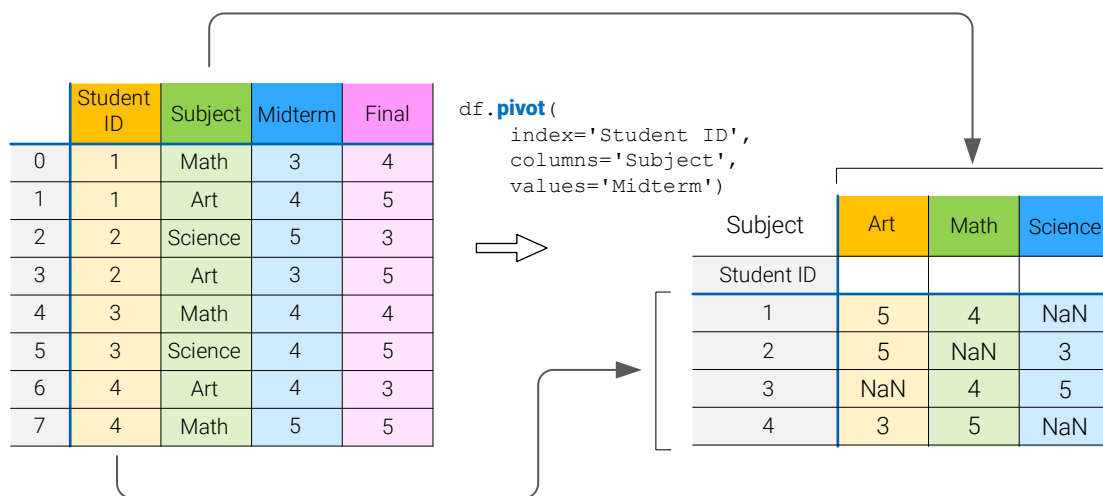 Student ID Subject Midterm Final
0 1 Math 3 4
1 1 Art 4 5
2 2 Science 5 3
3 2 Art 3 5
4 3 Math 4 4
5 3 Science 4 5
6 4 Art 4 3
7 4 Math 5 5
df.pivot(
index='Student ID',
columns='Subject',
values='Midterm')
Subject Art Math Science
Student ID
1 5 4 NaN
2 5 NaN 3
3 NaN 4 5
4 3 5 NaN